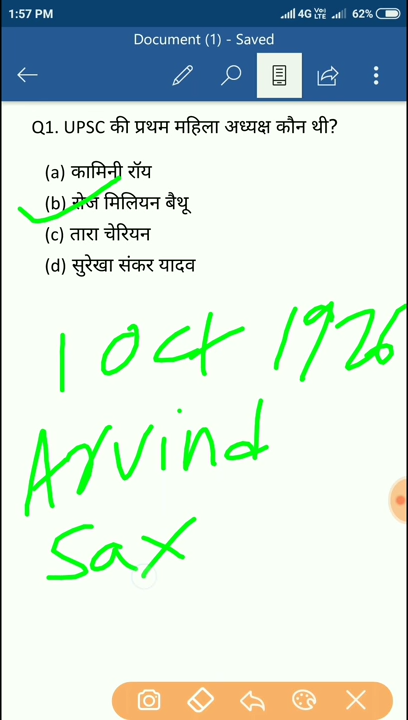 1:57 PM 4G VoLTE 62%
Document (1) - Saved
Q1. UPSC की प्रथम महिला अध्यक्ष कौन थी?
(a) कामिनी रॉय
(b) रोज मिलियन बैथू
(c) तारा चेरियन
(d) सुरेखा संकर यादव
1 Oct 1926
Arvind
Sax